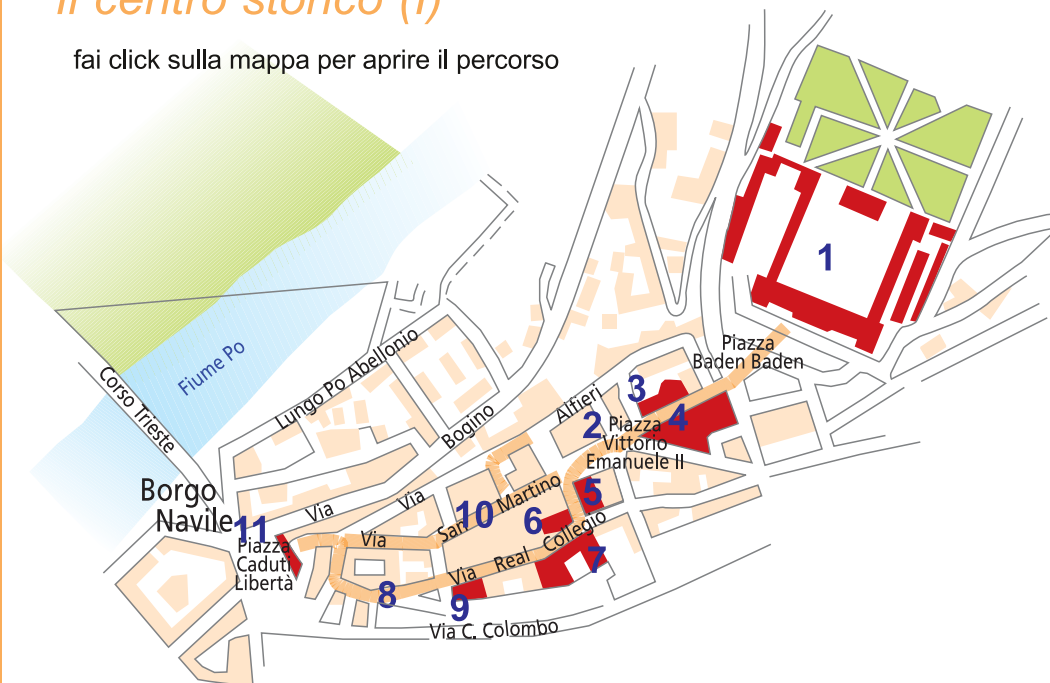 Il centro storico (I)
fai click sulla mappa per aprire il percorso
1
Piazza
Baden Baden
Fiume Po
Corso Trieste
Lungo Po Abellonio
3
4
Alfieri
2
Piazza
Vittorio
Emanuele II
Bogino
Via
Via
5
San Martino
10
6
Via
Borgo
Navile
11
Piazza
Caduti
Libertà
Via Real Collegio
7
8
9
Via C. Colombo